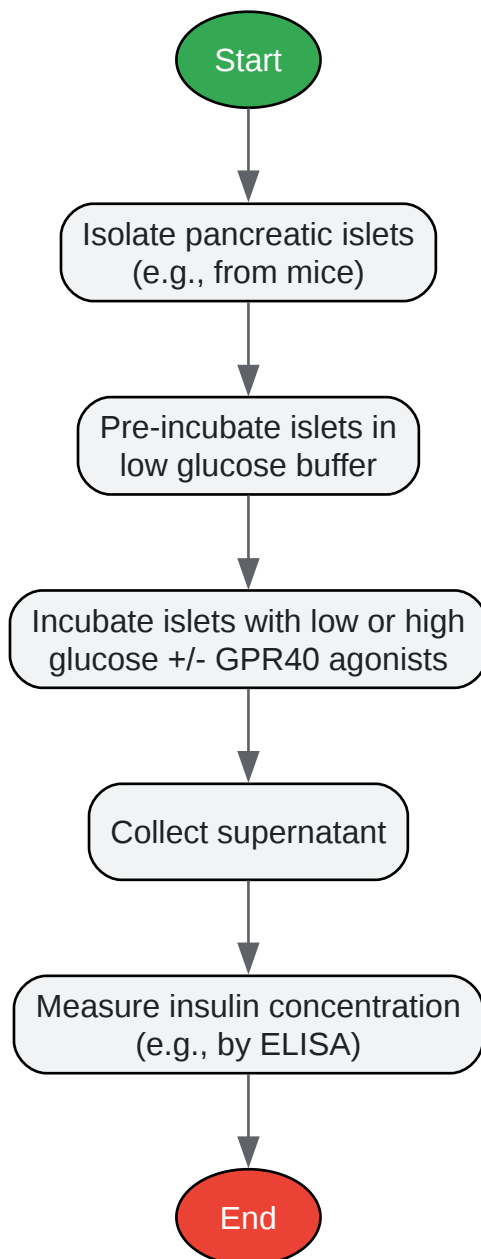 Start
Isolate pancreatic islets
(e.g., from mice)
Pre-incubate islets in
low glucose buffer
Incubate islets with low or high
glucose +/- GPR40 agonists
Collect supernatant
Measure insulin concentration
(e.g., by ELISA)
End